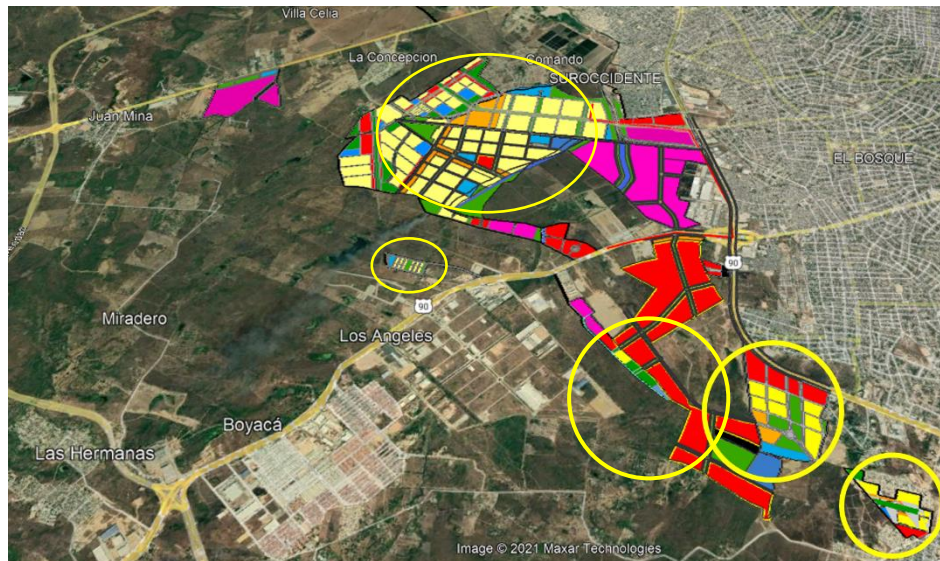 Villa Celia
La Concepcion
Comando
SUROCCIDENTE
Juan Mina
EL BOSQUE
90
90
Miradero
Los Angeles
Boyacá
Las Hermanas
Image © 2021 Maxar Technologies